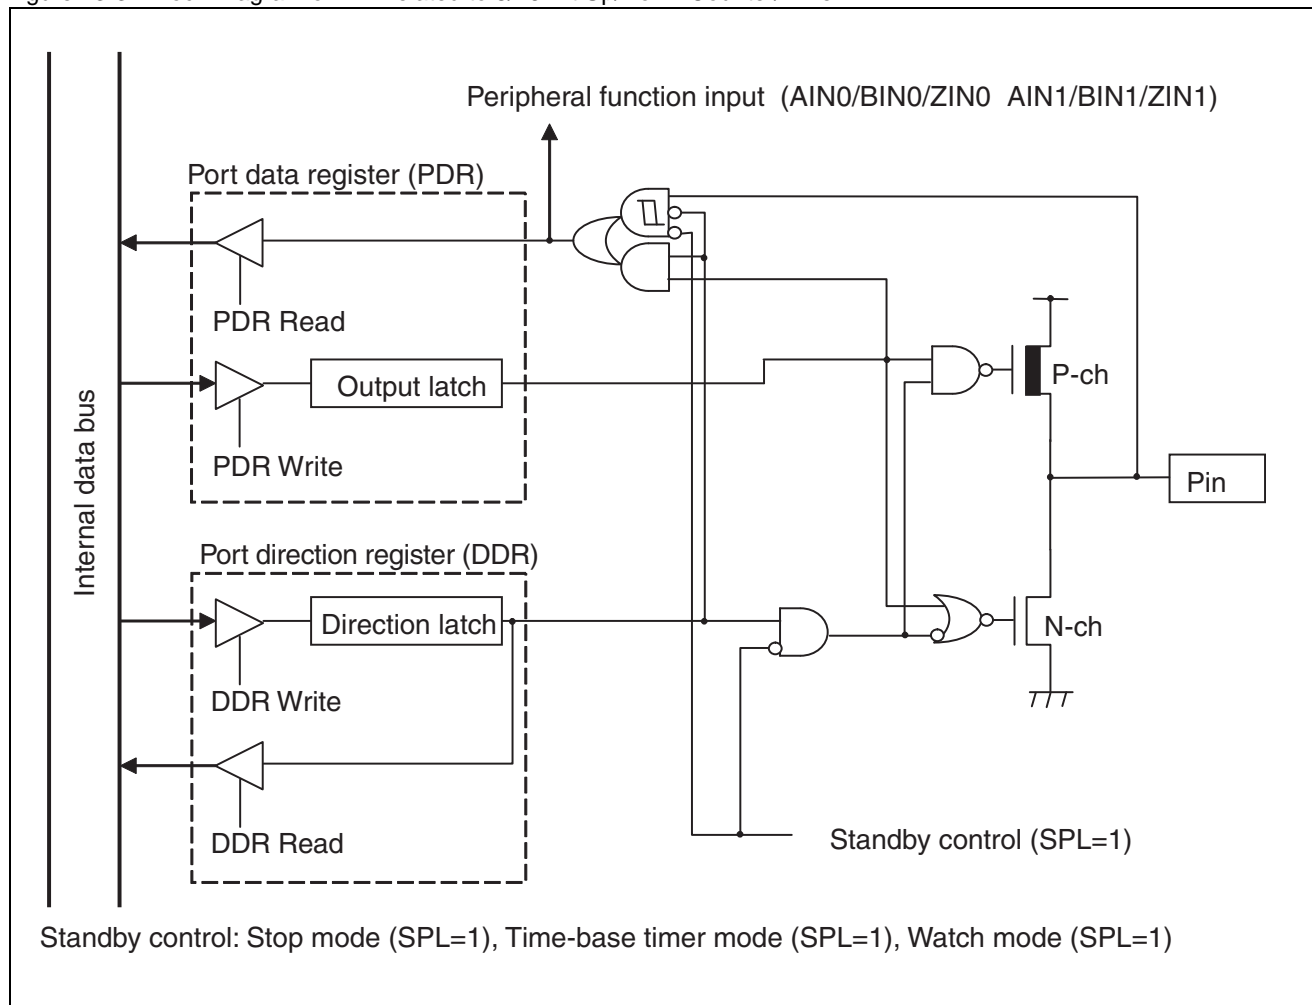 Peripheral function input (AIN0/BIN0/ZIN0 AIN1/BIN1/ZIN1)
Port data register (PDR)
PDR Read
Output latch
P-ch
PDR Write
Pin
Internal data bus
Port direction register (DDR)
Direction latch
N-ch
DDR Write
DDR Read
Standby control (SPL=1)
Standby control: Stop mode (SPL=1), Time-base timer mode (SPL=1), Watch mode (SPL=1)